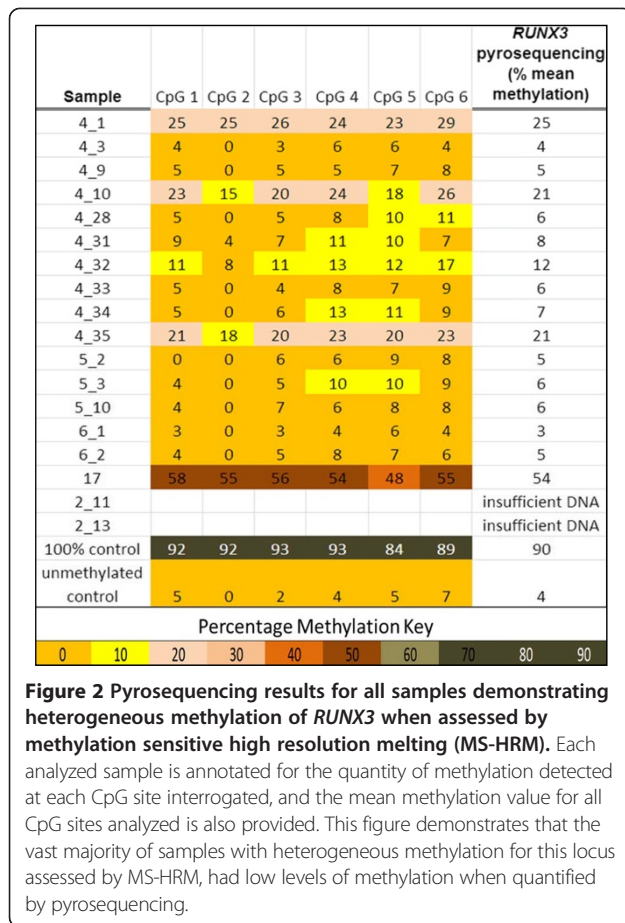 RUNX3
pyrosequencing
(% mean
methylation)
Sample CpG 1 CpG 2 CpG 3 CpG 4 CpG 5 CpG 6
4_1 25 25 26 24 23 29 25
4_3 4 0 3 6 6 4 4
4_9 5 0 5 5 7 8 5
4_10 23 15 20 24 18 26 21
4_28 5 0 5 8 10 11 6
4_31 9 4 7 11 10 7 8
4_32 11 8 11 13 12 17 12
4_33 5 0 4 8 7 9 6
4_34 5 0 6 13 11 9 7
4_35 21 18 20 23 20 23 21
5_2 0 0 6 6 9 8 5
5_3 4 0 5 10 10 9 6
5_10 4 0 7 6 8 8 6
6_1 3 0 3 4 6 4 3
6_2 4 0 5 8 7 6 5
17 58 55 56 54 48 55 54
2_11 insufficient DNA
2_13 insufficient DNA
100% control 92 92 93 93 84 89 90
unmethylated
control 5 0 2 4 5 7 4
Percentage Methylation Key
0 10 20 30 40 50 60 70 80 90
Figure 2 Pyrosequencing results for all samples demonstrating
heterogeneous methylation of RUNX3 when assessed by
methylation sensitive high resolution melting (MS-HRM). Each
analyzed sample is annotated for the quantity of methylation detected
at each CpG site interrogated, and the mean methylation value for all
CpG sites analyzed is also provided. This figure demonstrates that the
vast majority of samples with heterogeneous methylation for this locus
assessed by MS-HRM, had low levels of methylation when quantified
by pyrosequencing.